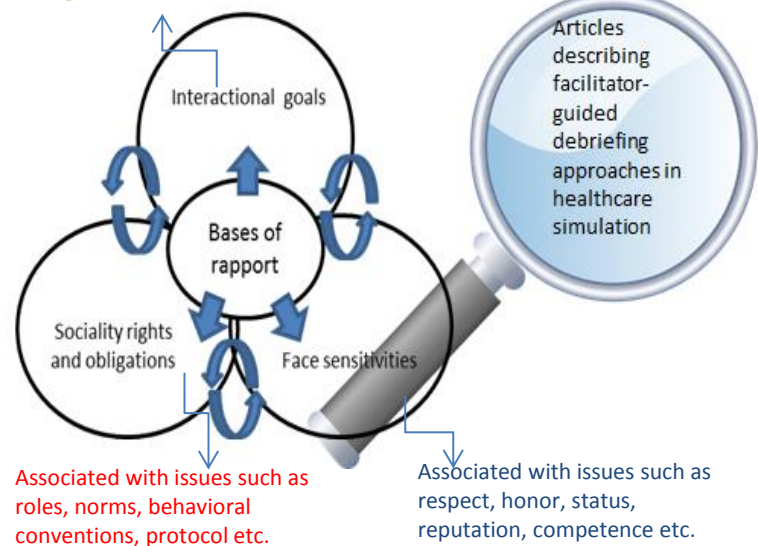 Interactional goals
Articles
describing
facilitator-
guided
debriefing
approaches in
healthcare
simulation
Bases of
rapport
Sociality rights
and obligations
Face sensitivities
Associated with issues such as
roles, norms, behavioral
conventions, protocol etc.
Associated with issues such as
respect, honor, status,
reputation, competence etc.